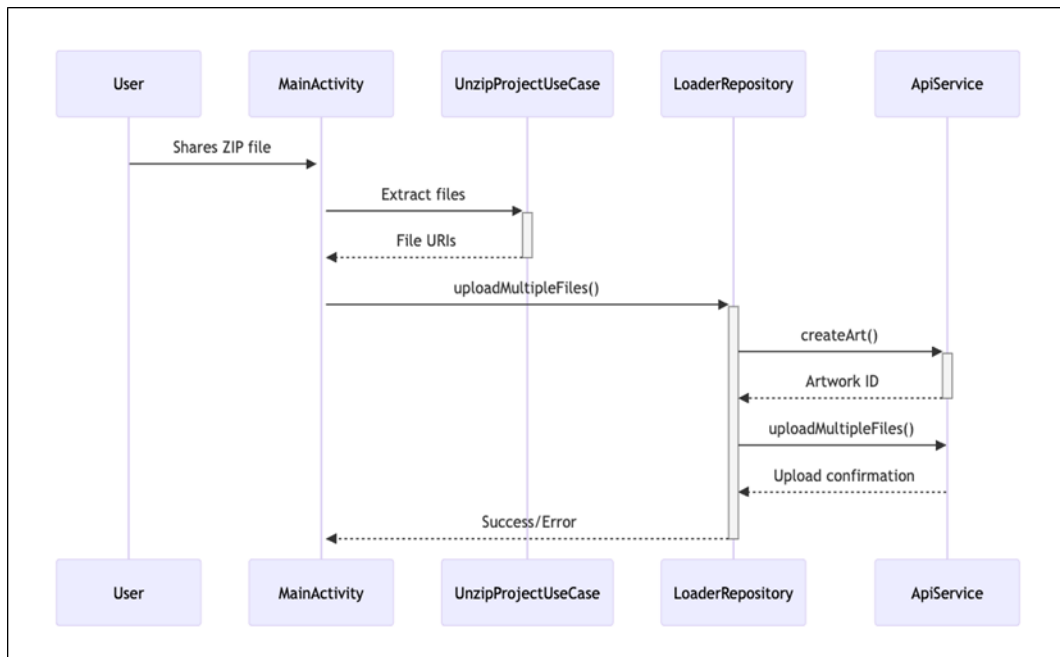 User
MainActivity
UnzipProjectUseCase
LoaderRepository
ApiService
Shares ZIP file
Extract files
File URIs
uploadMultipleFiles()
createArt()
Artwork ID
uploadMultipleFiles()
Upload confirmation
Success/Error
User
MainActivity
UnzipProjectUseCase
LoaderRepository
ApiService